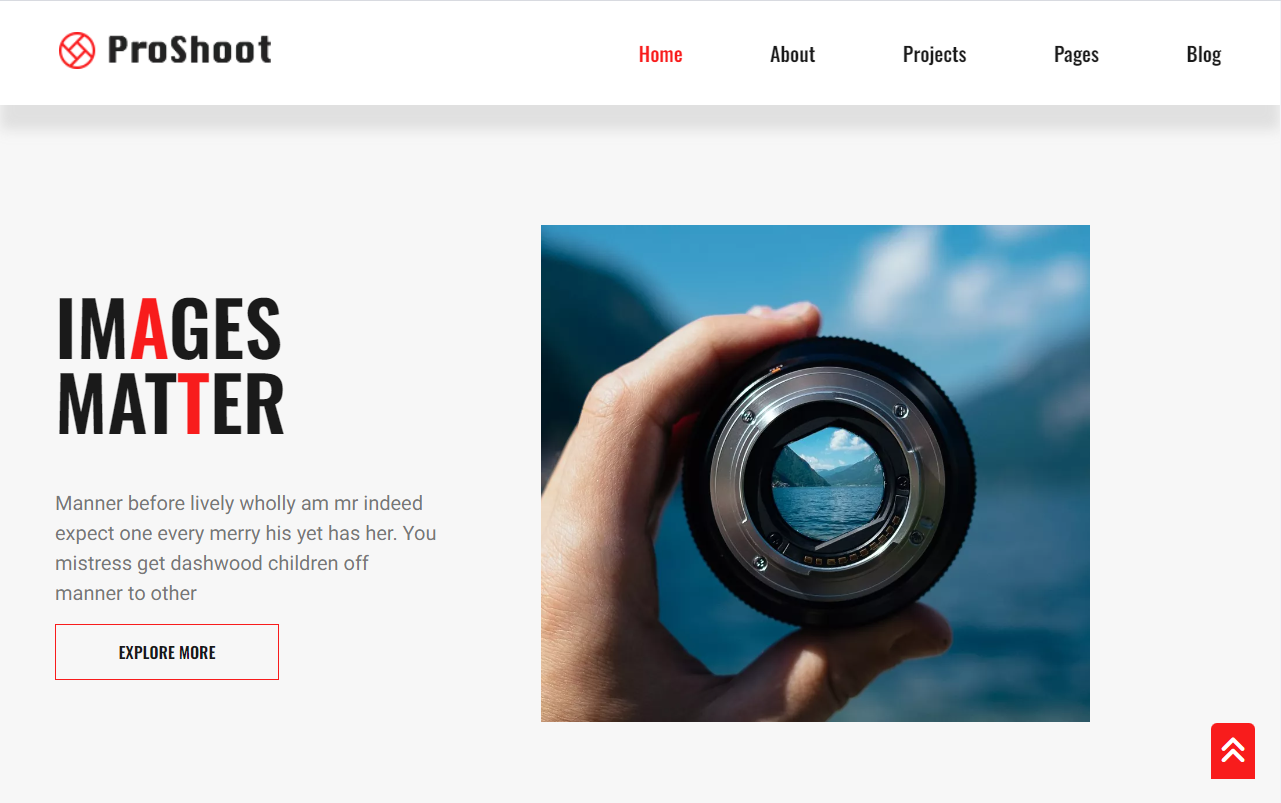 ProShoot
Home About Projects Pages Blog
IMAGES
MATTER
Manner before lively wholly am mr indeed
expect one every merry his yet has her. You
mistress get dashwood children off
manner to other
EXPLORE MORE